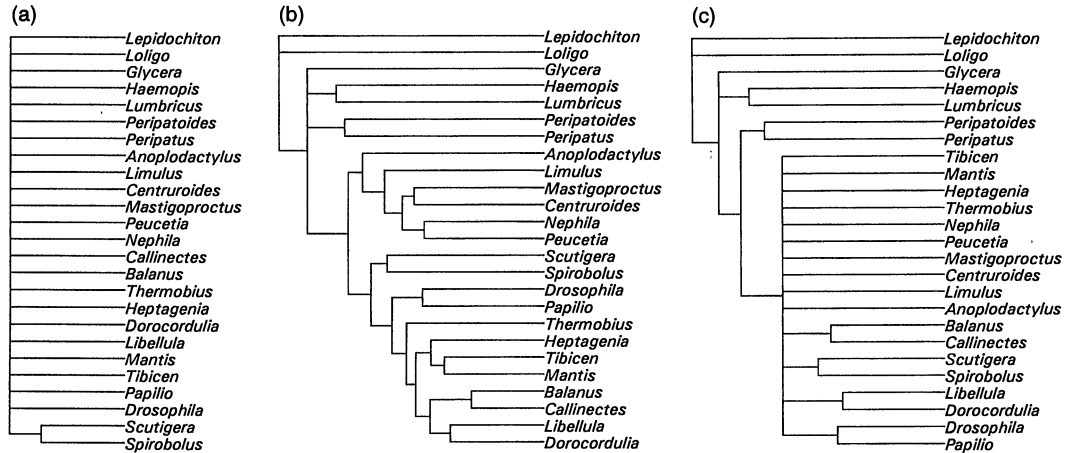 (a)
Lepidochiton
Loligo
Glycera
Haemopis
Lumbricus
Peripatoides
Peripatus
Anoplodactylus
Limulus
Centruroides
Mastigoproctus
Peucetia
Nephila
Callinectes
Balanus
Thermobius
Heptagenia
Dorocordulia
Libellula
Mantis
Tibicen
Papilio
Drosophila
Scutigera
Spirobolus
(b)
Lepidochiton
Loligo
Glycera
Haemopis
Lumbricus
Peripatoides
Peripatus
Anoplodactylus
Limulus
Mastigoproctus
Centruroides
Nephila
Peucetia
Scutigera
Spirobolus
Drosophila
Papilio
Thermobius
Heptagenia
Tibicen
Mantis
Balanus
Callinectes
Libellula
Dorocordulia
(c)
Lepidochiton
Loligo
Glycera
Haemopis
Lumbricus
Peripatoides
Peripatus
Tibicen
Mantis
Heptagenia
Thermobius
Nephila
Peucetia
Mastigoproctus
Centruroides
Limulus
Anoplodactylus
Balanus
Callinectes
Scutigera
Spirobolus
Libellula
Dorocordulia
Drosophila
Papilio